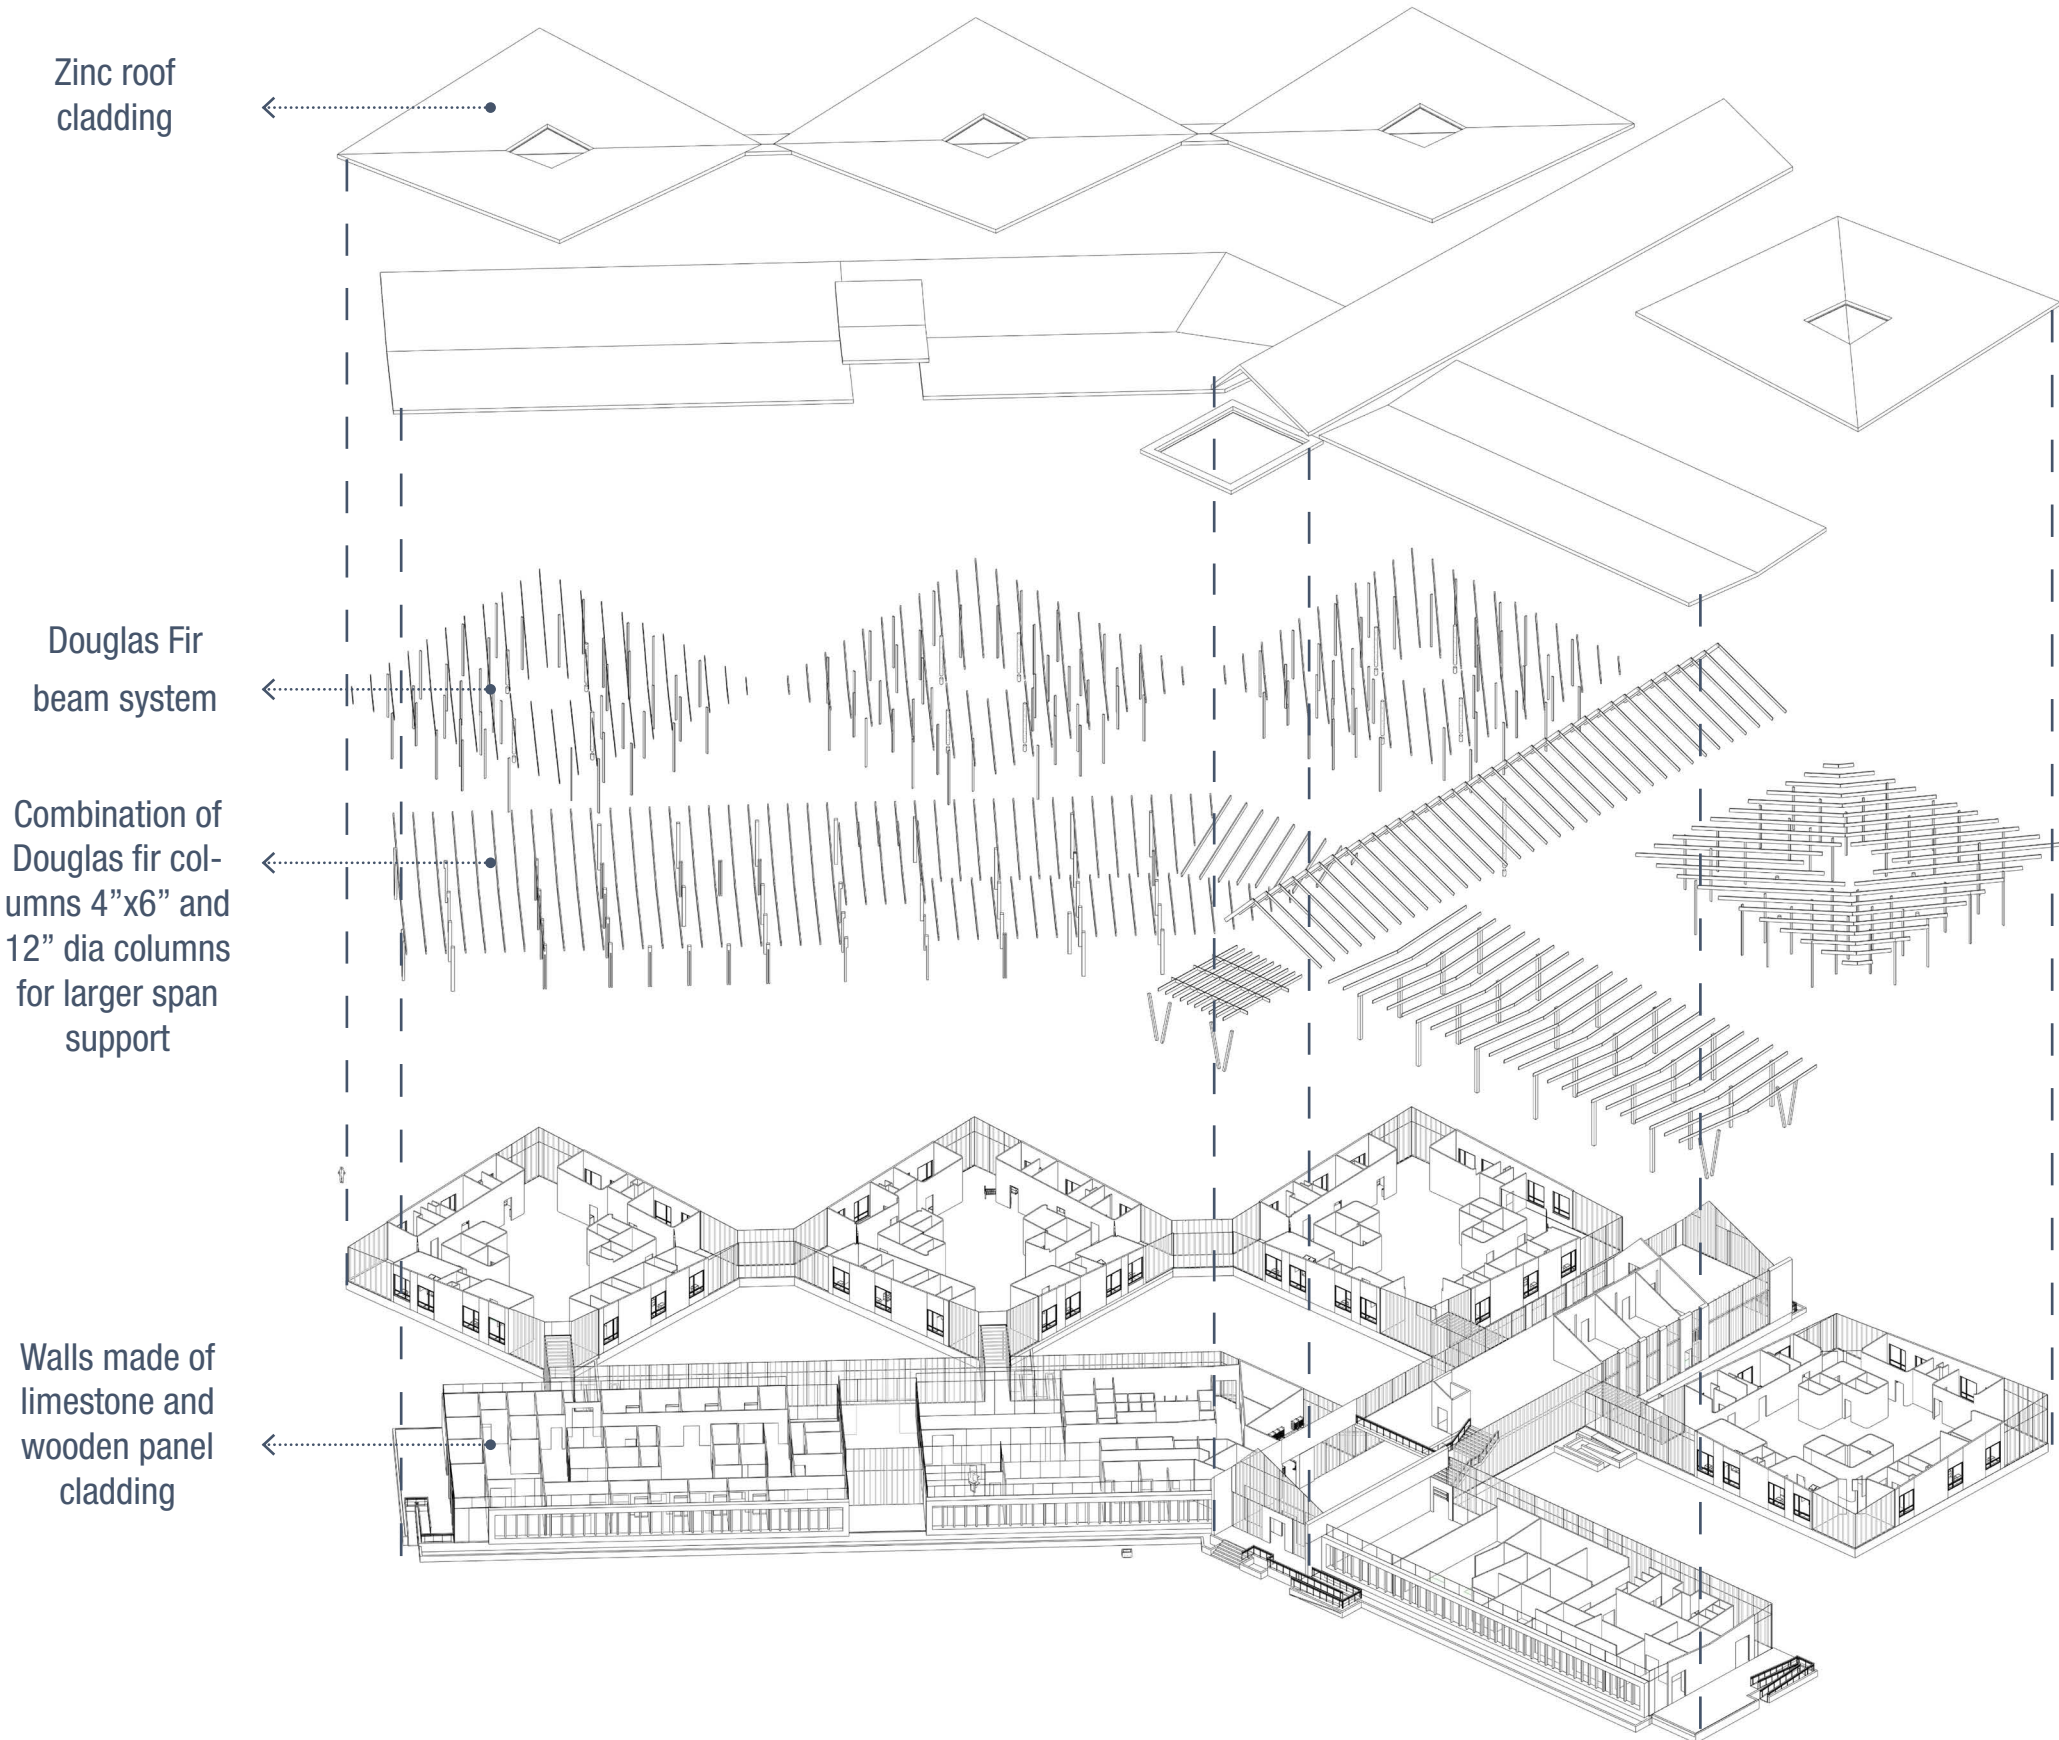 Zinc roof
cladding
Douglas Fir
beam system
Combination of
Douglas fir col-
umns 4”x6” and
12” dia columns
for larger span
support
Walls made of
limestone and
wooden panel
cladding